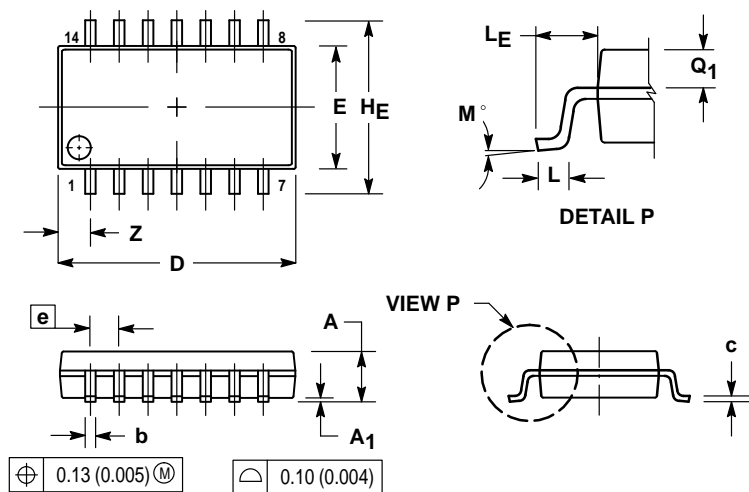 14 8
E
H_E
1 7
Z
D
L_E
Q_1
M°
L
DETAIL P
e
A
b
A_1
0.13 (0.005) Ⓜ
0.10 (0.004)
VIEW P
c